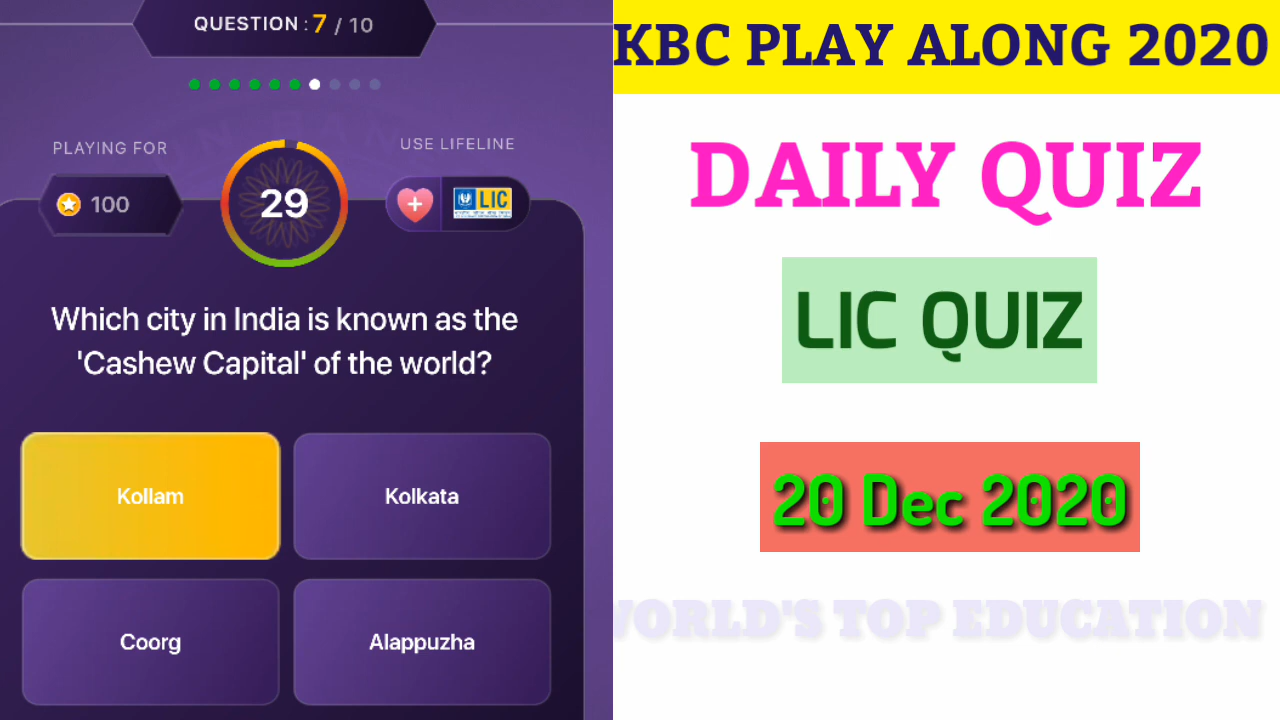 QUESTION : 7 / 10
PLAYING FOR
100
29
USE LIFELINE
LIC
Which city in India is known as the
'Cashew Capital' of the world?
Kollam
Kolkata
Coorg
Alappuzha
KBC PLAY ALONG 2020
DAILY QUIZ
LIC QUIZ
20 Dec 2020
WORLD'S TOP EDUCATION